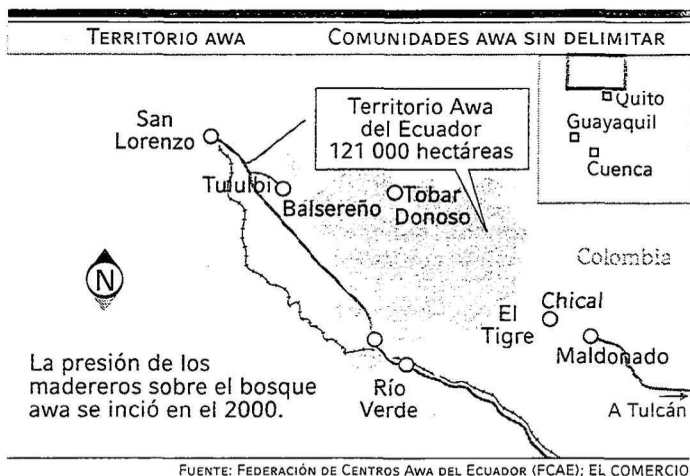 TERRITORIO AWA
COMUNIDADES AWA SIN DELIMITAR
San
Lorenzo
Territorio Awa
del Ecuador
121 000 hectáreas
Quito
Guayaquil
Cuenca
Tululbi
Balsereño
Tobar
Donoso
Colombia
N
El
Tigre
Chical
Maldonado
La presión de los
madereros sobre el bosque
awa se inció en el 2000.
Río
Verde
A Tulcán
FUENTE: FEDERACIÓN DE CENTROS AWA DEL ECUADOR (FCAE); EL COMERCIO